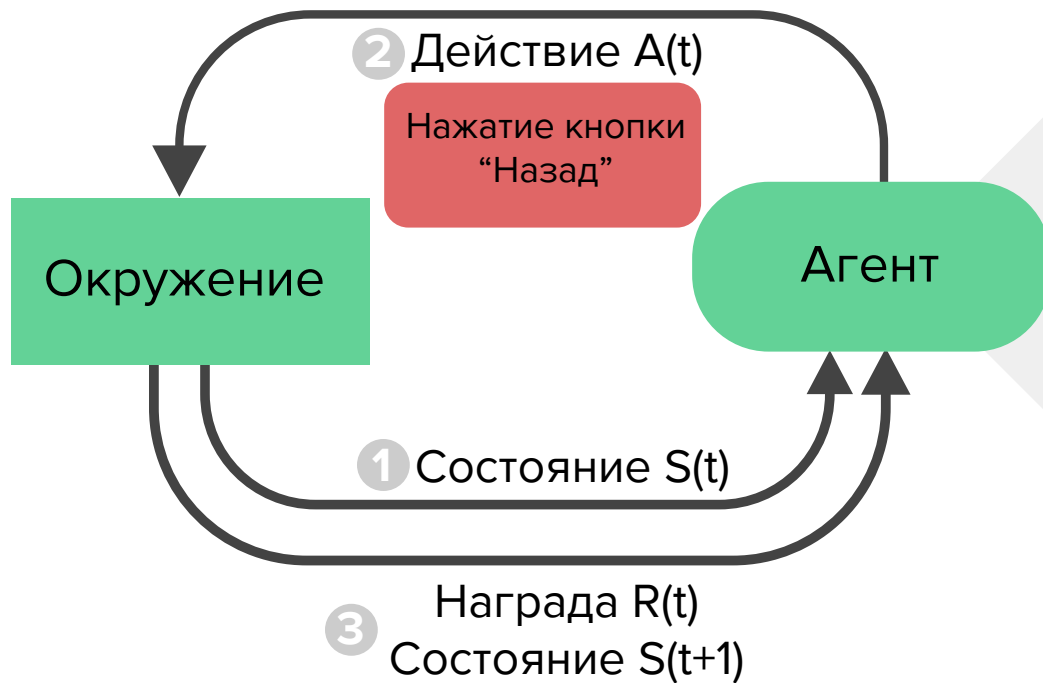 2 Действие A(t)
Нажатие кнопки
“Назад”
Окружение
Агент
1 Состояние S(t)
Награда R(t)
3
Состояние S(t+1)